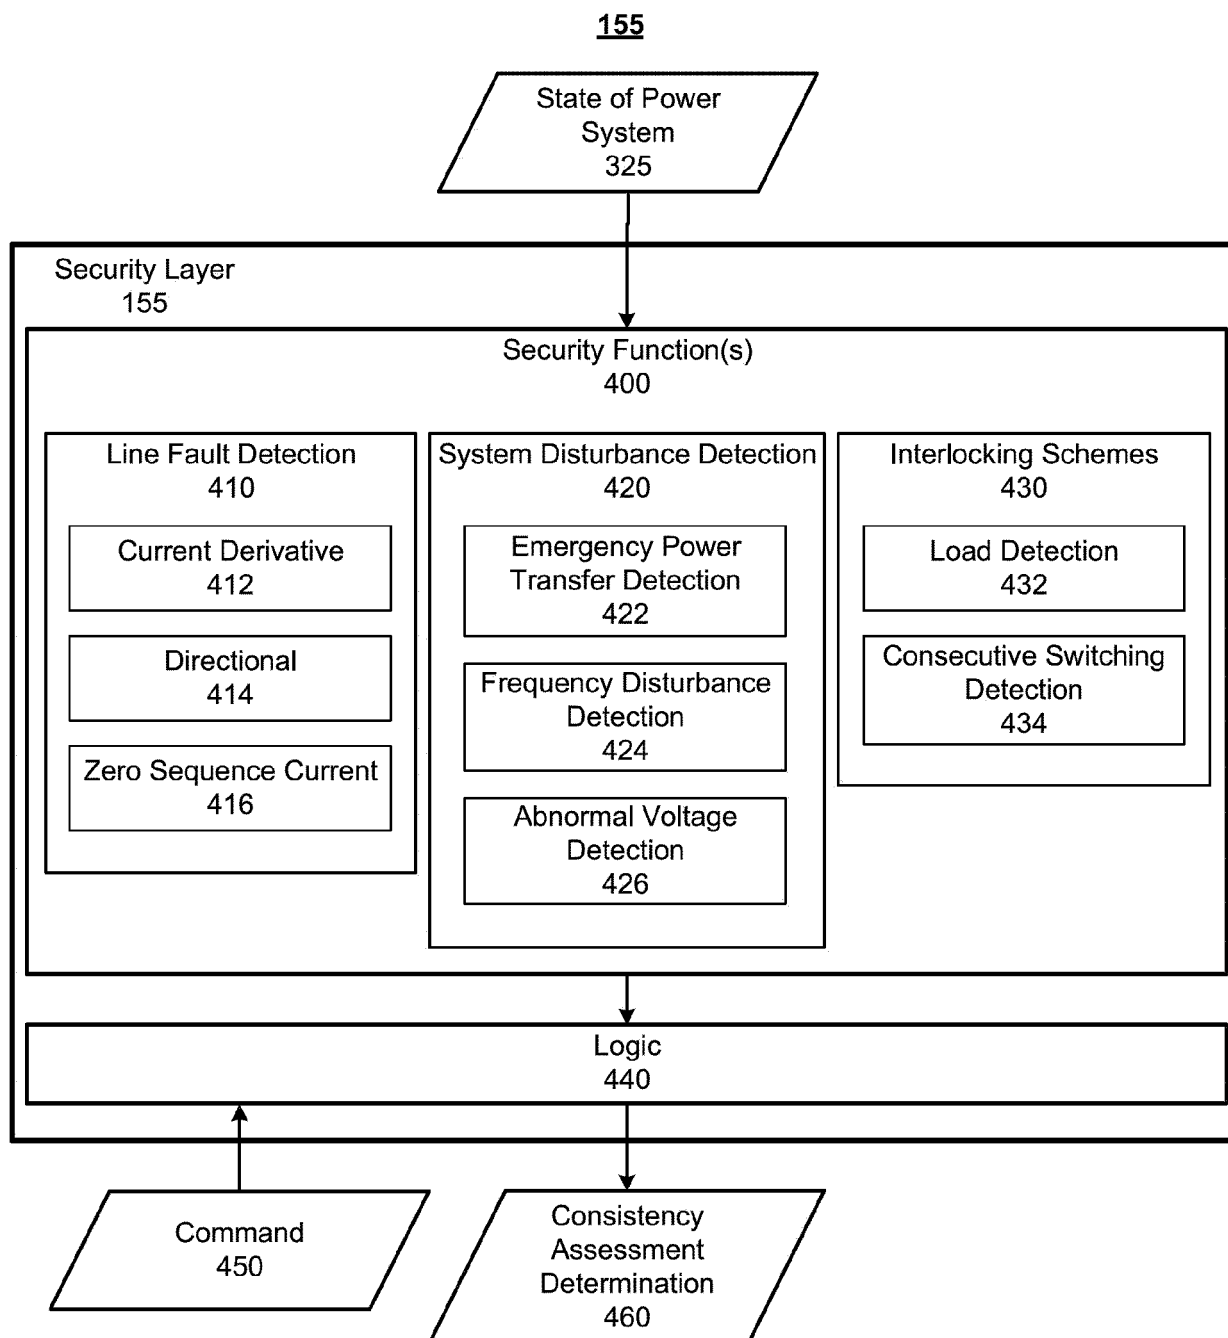 155
State of Power
System
325
Security Layer
155
Security Function(s)
400
Line Fault Detection
410
Current Derivative
412
Directional
414
Zero Sequence Current
416
System Disturbance Detection
420
Emergency Power
Transfer Detection
422
Frequency Disturbance
Detection
424
Abnormal Voltage
Detection
426
Interlocking Schemes
430
Load Detection
432
Consecutive Switching
Detection
434
Logic
440
Command
450
Consistency
Assessment
Determination
460